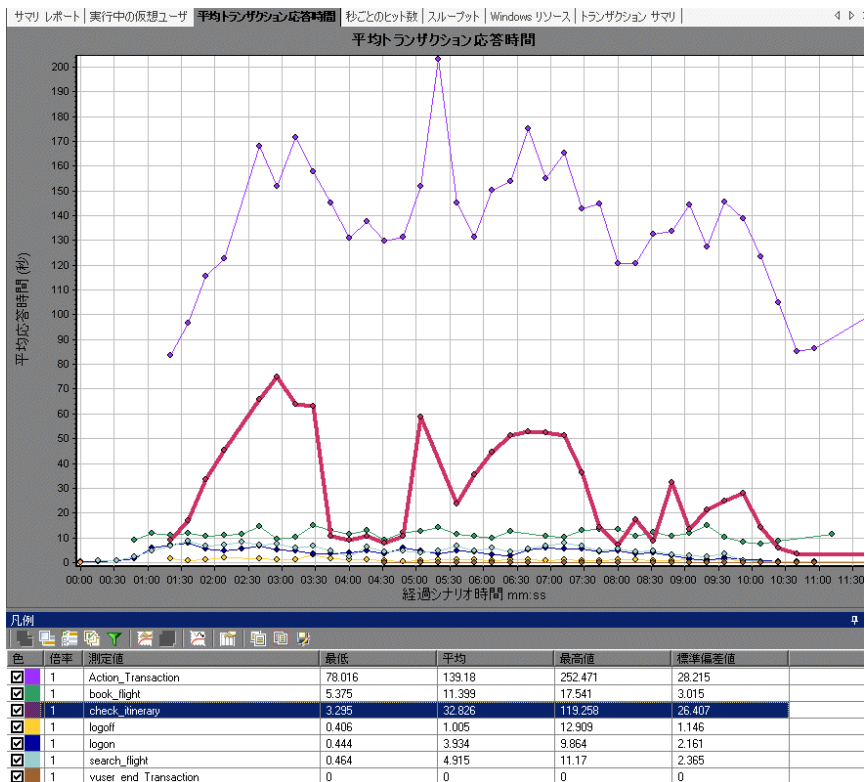 サマリ レポート 実行中の仮想ユーザ 平均トランザクション応答時間 秒ごとのヒット数 スループット Windows リソース トランザクション サマリ
平均トランザクション応答時間
平均応答時間 (秒)
200
190
180
170
160
150
140
130
120
110
100
90
80
70
60
50
40
30
20
10
0
00:00 00:30 01:00 01:30 02:00 02:30 03:00 03:30 04:00 04:30 05:00 05:30 06:00 06:30 07:00 07:30 08:00 08:30 09:00 09:30 10:00 10:30 11:00 11:30
経過シナリオ時間 mm:ss
凡例
色 倍率 測定値 最低 平均 最高値 標準偏差値
1 Action_Transaction 78.016 139.18 252.471 28.215
1 book_flight 5.375 11.399 17.541 3.015
1 check_itinerary 3.295 32.826 119.258 26.407
1 logoff 0.406 1.005 12.909 1.146
1 logon 0.444 3.934 9.864 2.161
1 search_flight 0.464 4.915 11.17 2.365
1 vuser_end_Transaction 0 0 0 0